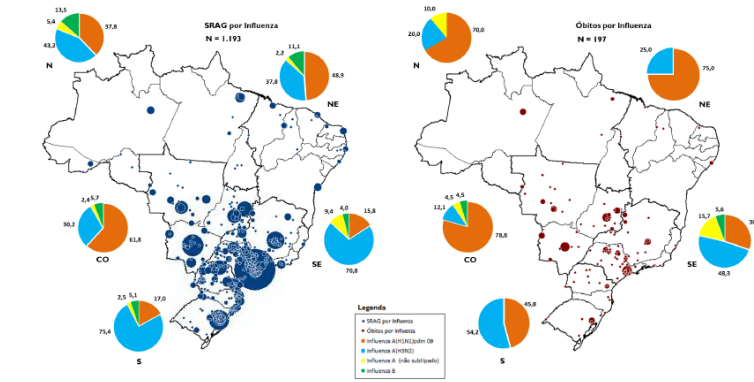 SRAG por Influenza
N = 1.193
13,5
5,4
37,8
43,2
N
11,1
2,2
37,8
48,9
NE
2,4
5,7
30,2
61,8
CO
9,4
4,0
15,8
70,8
SE
2,5
5,1
17,0
75,4
S
Óbitos por Influenza
N = 197
10,0
20,0
70,0
N
25,0
75,0
NE
4,5
4,5
12,1
78,8
CO
5,6
15,7
48,3
SE
45,8
54,2
S
Legenda
SRAG por Influenza
Óbitos por Influenza
Influenza A(H1N1)pdm 09
Influenza A(H3N2)
Influenza A (não subtipado)
Influenza B